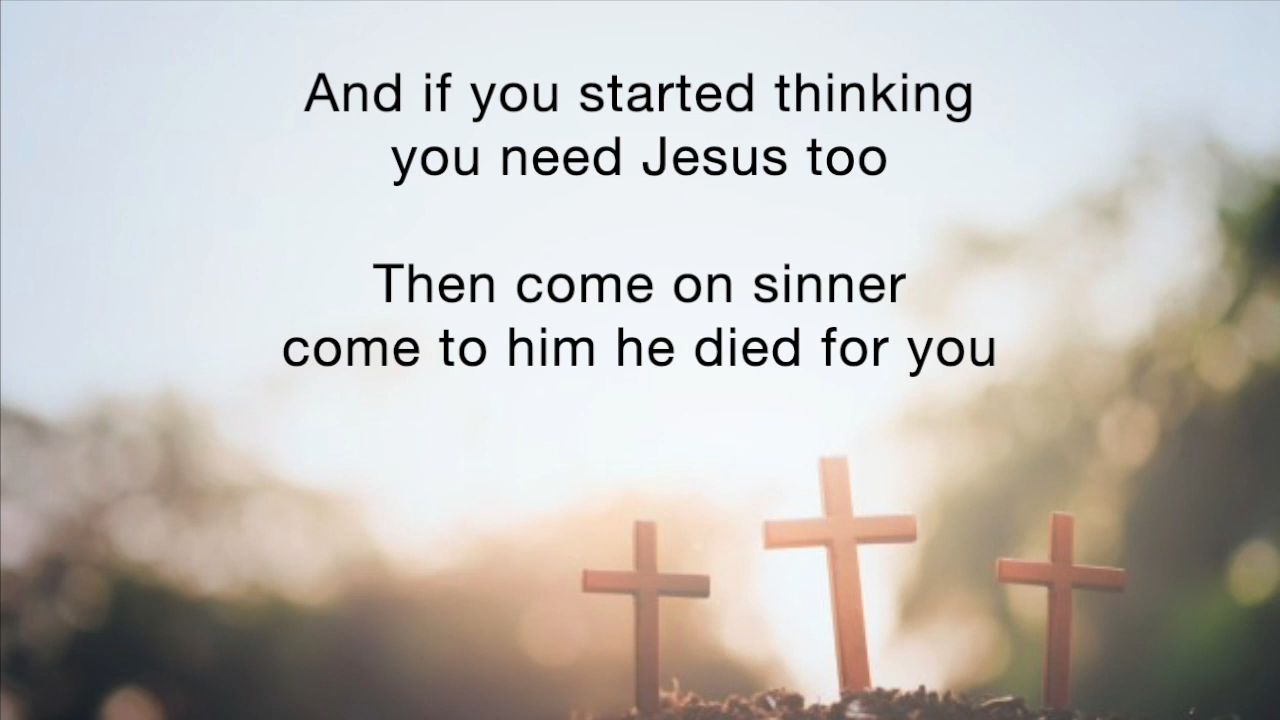 And if you started thinking
you need Jesus too
Then come on sinner
come to him he died for you